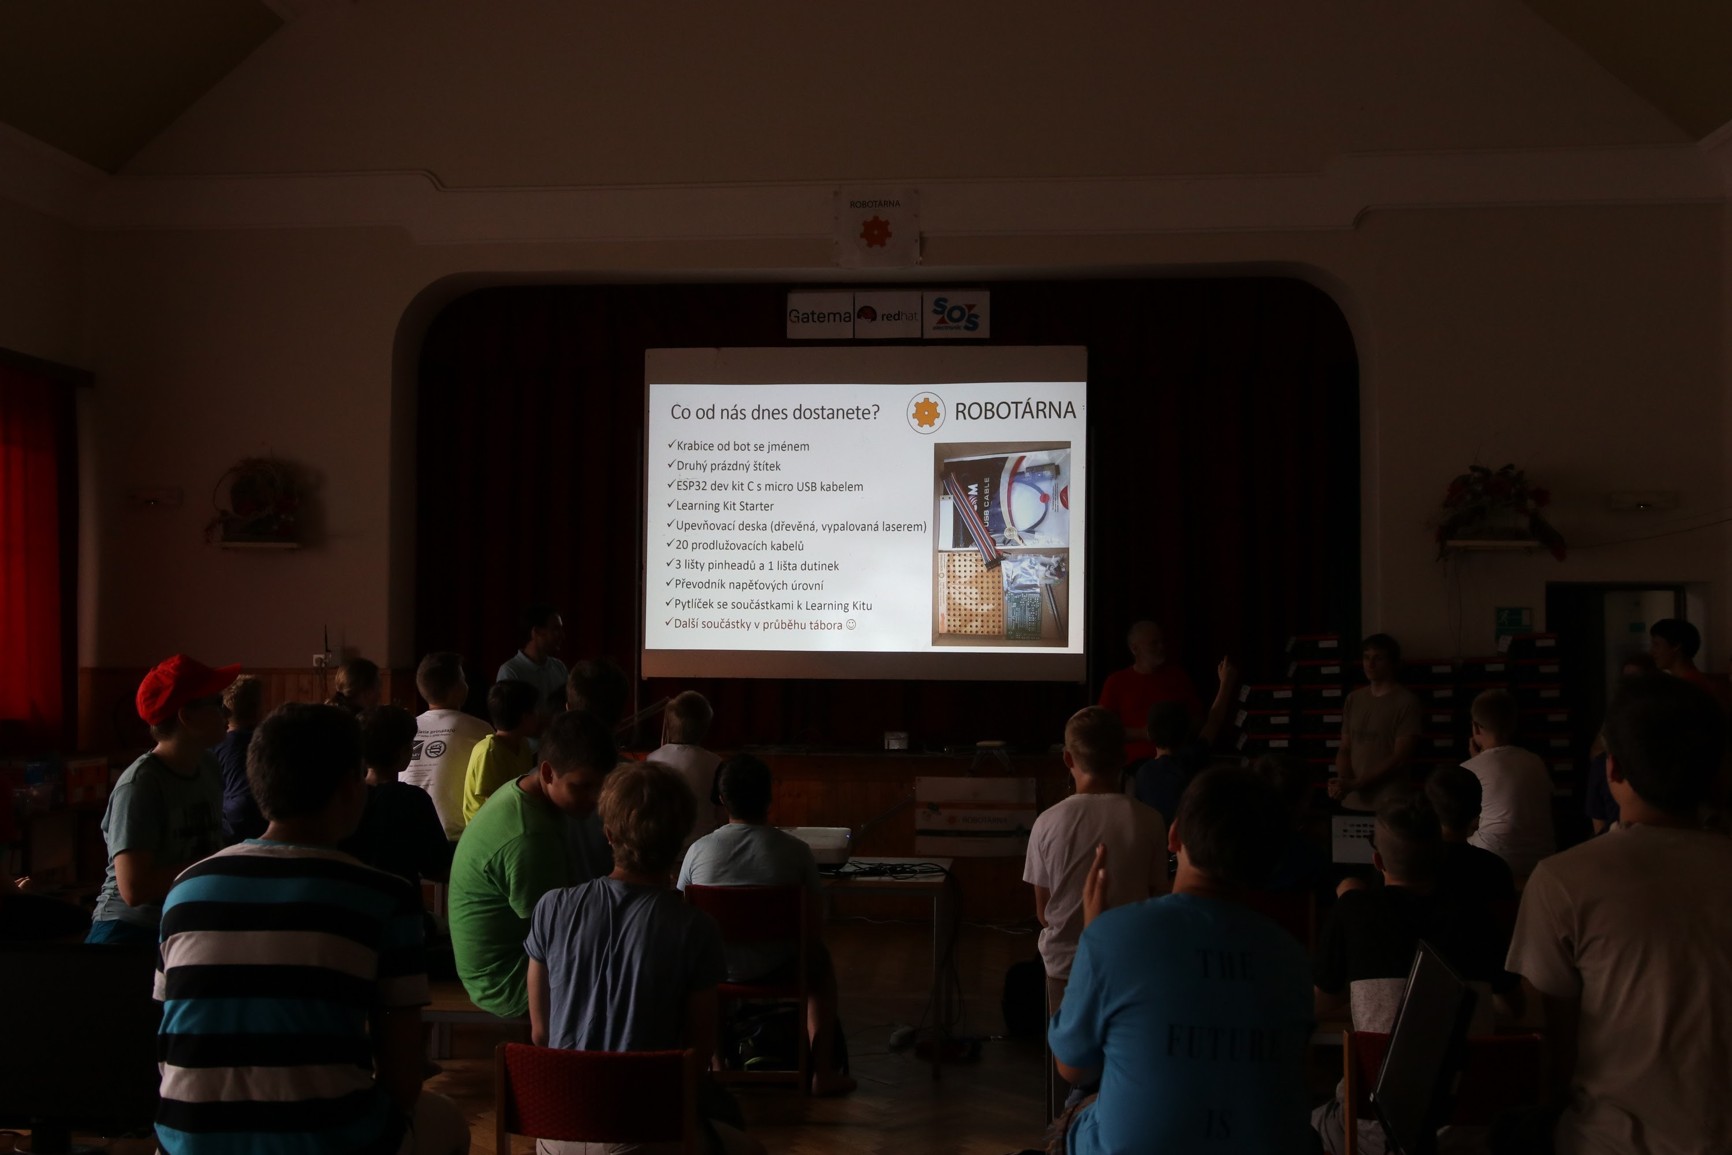 ROBOTÁRNA
Gatema
redhat
SOS
Co od nás dnes dostanete?
ROBOTÁRNA
✓Krabice od bot se jménem
✓Druhý prázdný štítek
✓ESP32 dev kit C s micro USB kabelem
✓Learning Kit Starter
✓Upevňovací deska (dřevěná, vypalovaná laserem)
✓20 prodlužovacích kabelů
✓3 lišty pinheadů a 1 lišta dutinek
✓Převodník napěťových úrovní
✓Pytlíček se součástkami k Learning Kitu
✓Další součástky v průběhu tábora ☺
USB CABLE
ROBOTÁRNA
THE
FUTURE
IS